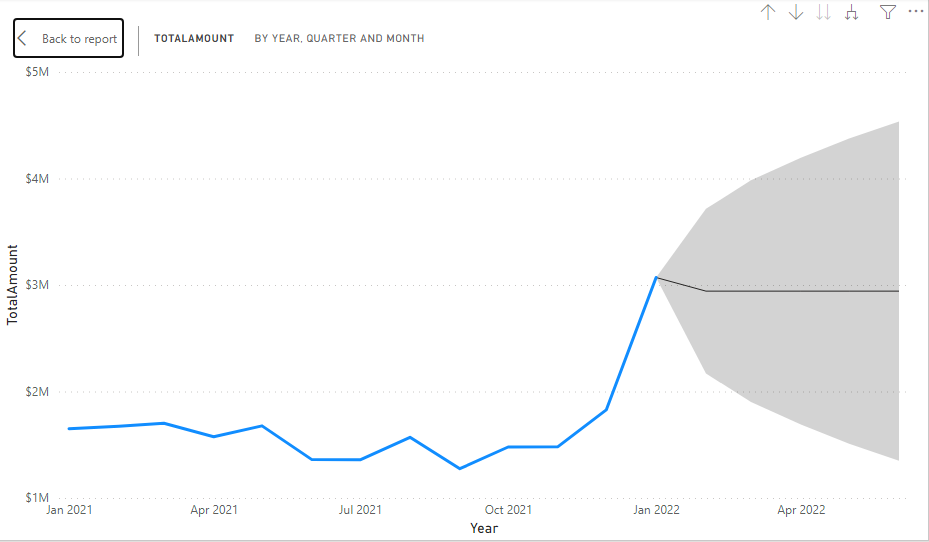 Back to report
TOTALAMOUNT
BY YEAR, QUARTER AND MONTH
$5M
$4M
$3M
$2M
$1M
TotalAmount
Jan 2021
Apr 2021
Jul 2021
Oct 2021
Jan 2022
Apr 2022
Year